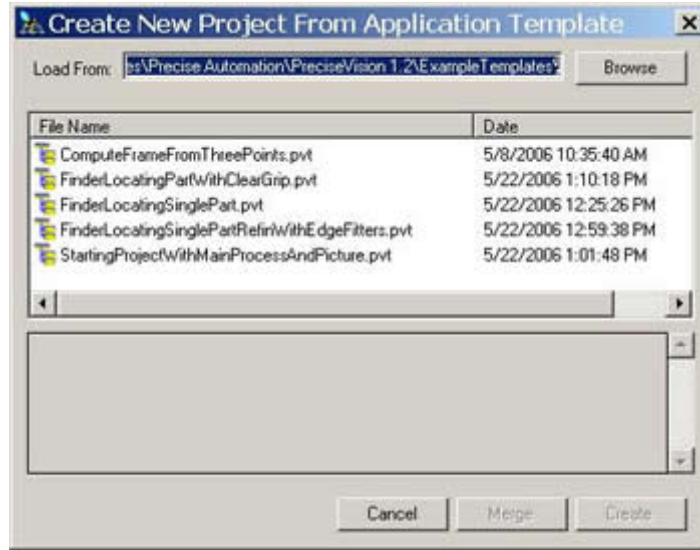 Create New Project From Application Template
Load From: es\Precise Automation\PreciseVision 1.2\ExampleTemplates\ Browse
File Name Date
ComputeFrameFromThreePoints.pvt 5/8/2006 10:35:40 AM
FinderLocatingPartWithClearGrip.pvt 5/22/2006 1:10:18 PM
FinderLocatingSinglePart.pvt 5/22/2006 12:25:26 PM
FinderLocatingSinglePartRefinWithEdgeFitters.pvt 5/22/2006 12:59:38 PM
StartingProjectWithMainProcessAndPicture.pvt 5/22/2006 1:01:48 PM
Cancel Merge Create